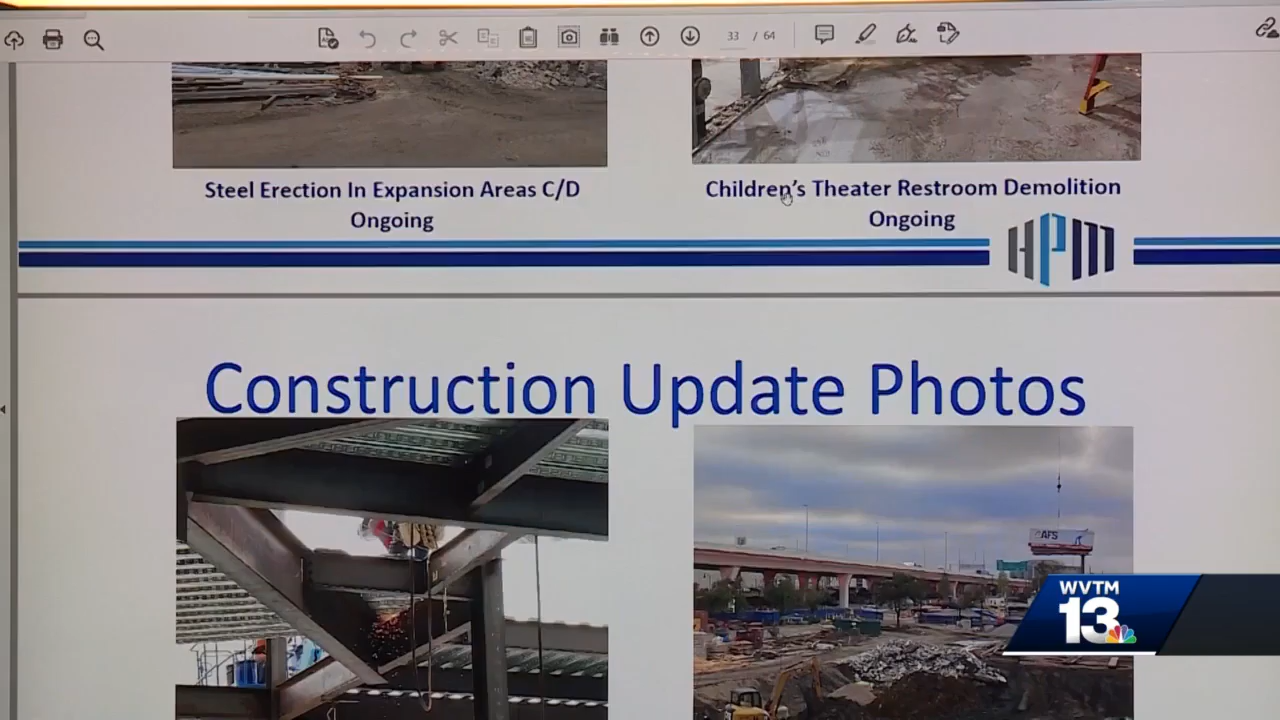 33 / 64
Steel Erection In Expansion Areas C/D
Ongoing
Children's Theater Restroom Demolition
Ongoing
HPM
Construction Update Photos
AFS
WVTM
13